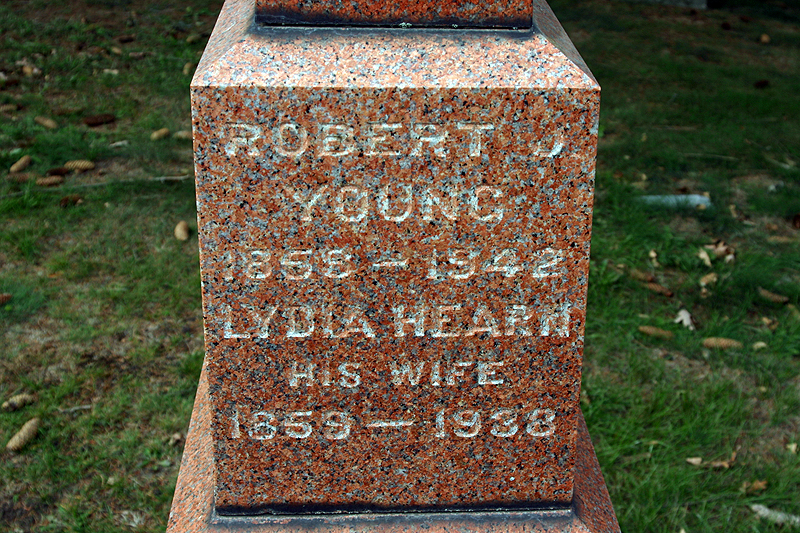 ROBERT J.
YOUNG
1858 – 1942
LYDIA HEARN
HIS WIFE
1859 – 1938